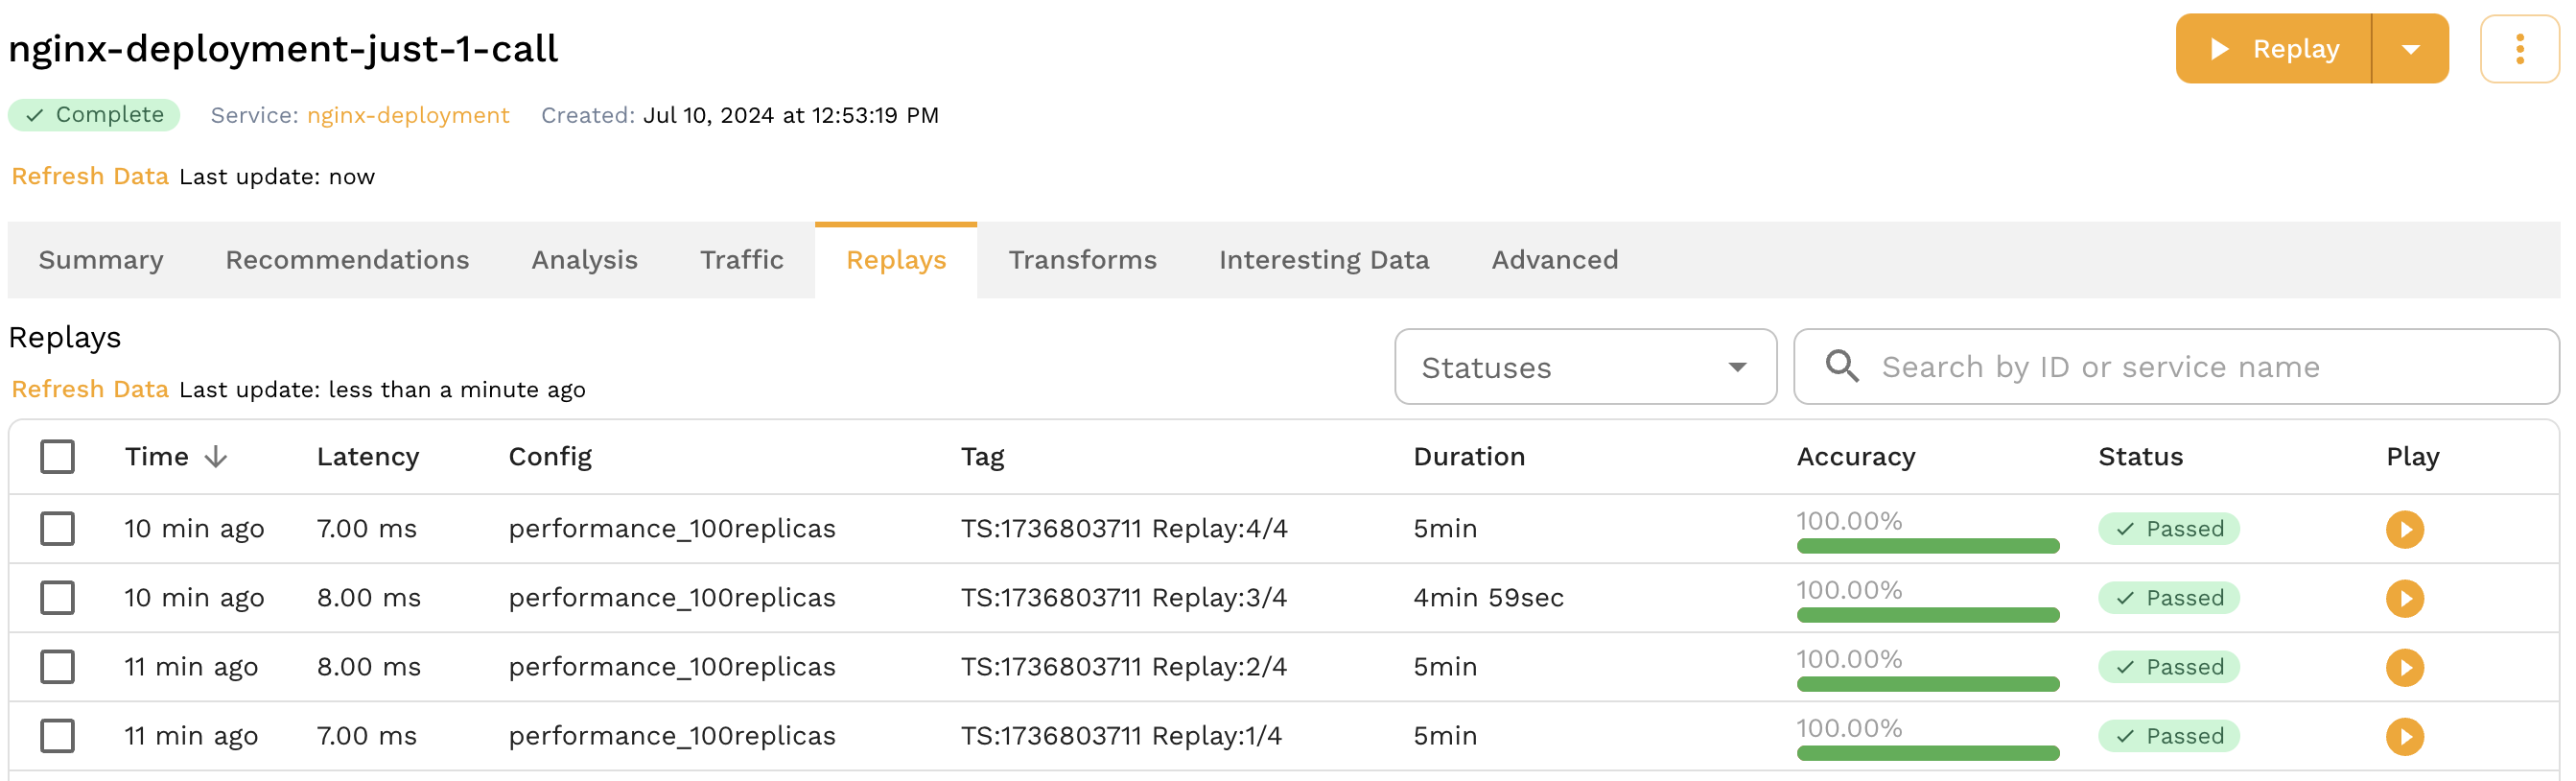 nginx-deployment-just-1-call
Replay
Complete Service: nginx-deployment Created: Jul 10, 2024 at 12:53:19 PM
Refresh Data Last update: now
Summary Recommendations Analysis Traffic Replays Transforms Interesting Data Advanced
Replays
Statuses
Search by ID or service name
Refresh Data Last update: less than a minute ago
Time Latency Config Tag Duration Accuracy Status Play
10 min ago 7.00 ms performance_100replicas TS:1736803711 Replay:4/4 5min 100.00% Passed
10 min ago 8.00 ms performance_100replicas TS:1736803711 Replay:3/4 4min 59sec 100.00% Passed
11 min ago 8.00 ms performance_100replicas TS:1736803711 Replay:2/4 5min 100.00% Passed
11 min ago 7.00 ms performance_100replicas TS:1736803711 Replay:1/4 5min 100.00% Passed